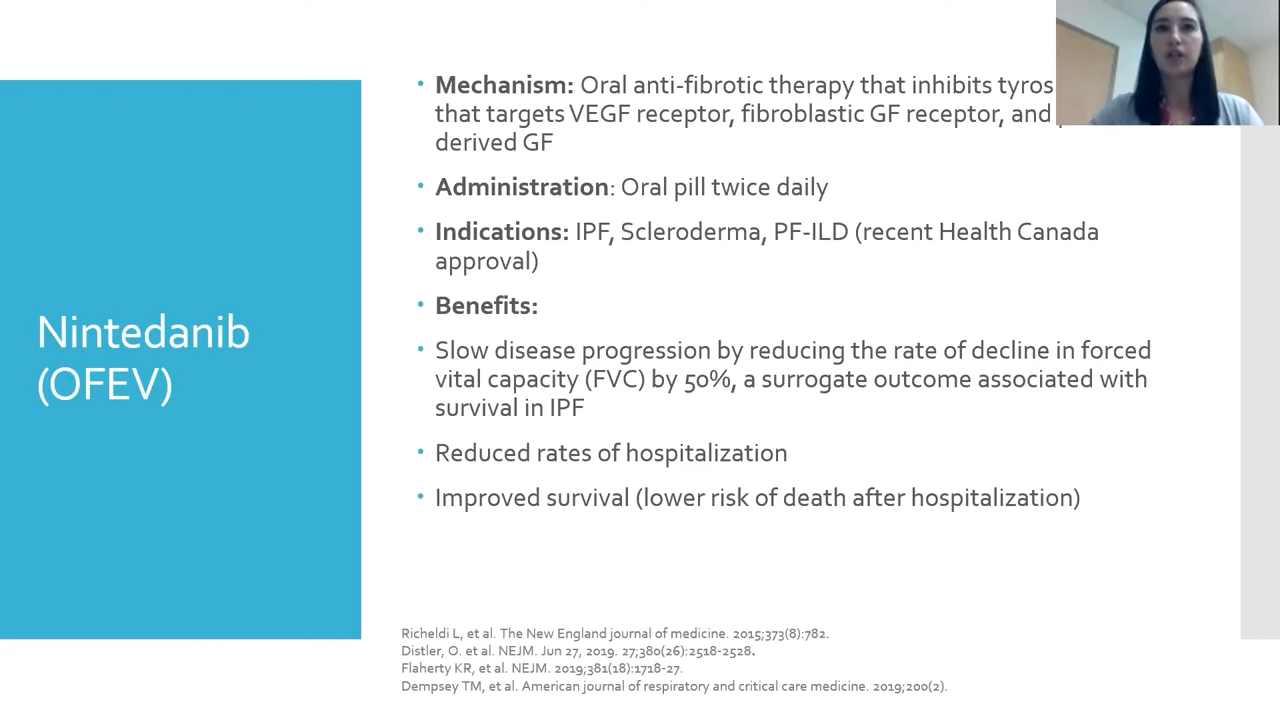 Nintedanib
(OFEV)
• Mechanism: Oral anti-fibrotic therapy that inhibits
that targets VEGF receptor, fibroblastic GF receptor, and
derived GF
• Administration: Oral pill twice daily
• Indications: IPF, Scleroderma, PF-ILD (recent Health Canada
approval)
• Benefits:
• Slow disease progression by reducing the rate of decline in forced
vital capacity (FVC) by 50%, a surrogate outcome associated with
survival in IPF
• Reduced rates of hospitalization
• Improved survival (lower risk of death after hospitalization)
Richeldi L, et al. The New England journal of medicine. 2015;373(8):782.
Distler, O. et al. NEJM. Jun 27, 2019. 27;380(26):2518-2528.
Flaherty KR, et al. NEJM. 2019;381(18):1718-27.
Dempsey TM, et al. American journal of respiratory and critical care medicine. 2019;200(2).